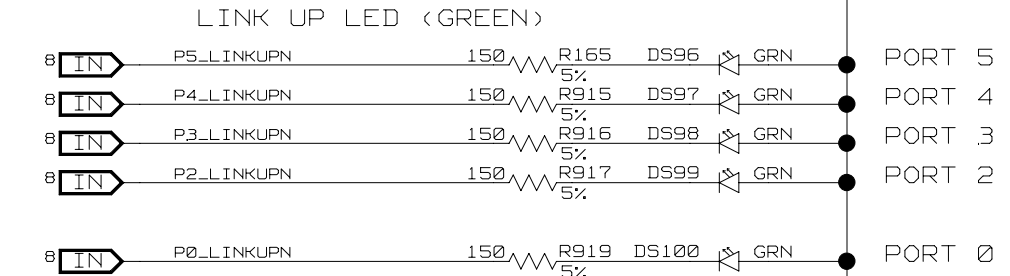 LINK UP LED (GREEN)
8 IN P5_LINKUPN 150 R165 5% DS96 GRN PORT 5
8 IN P4_LINKUPN 150 R915 5% DS97 GRN PORT 4
8 IN P3_LINKUPN 150 R916 5% DS98 GRN PORT 3
8 IN P2_LINKUPN 150 R917 5% DS99 GRN PORT 2
8 IN P0_LINKUPN 150 R919 5% DS100 GRN PORT 0